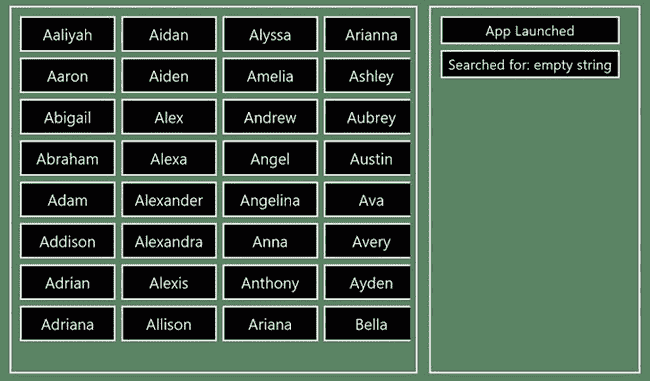 Aaliyah Aidan Alyssa Arianna
Aaron Aiden Amelia Ashley
Abigail Alex Andrew Aubrey
Abraham Alexa Angel Austin
Adam Alexander Angelina Ava
Addison Alexandra Anna Avery
Adrian Alexis Anthony Ayden
Adriana Allison Ariana Bella
App Launched
Searched for: empty string